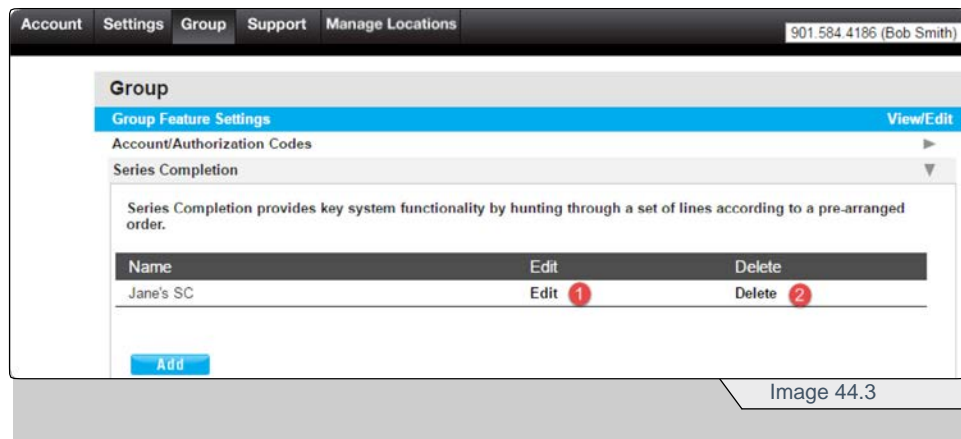 Account Settings Group Support Manage Locations
901.584.4186 (Bob Smith)
Group
Group Feature Settings View/Edit
Account/Authorization Codes
Series Completion
Series Completion provides key system functionality by hunting through a set of lines according to a pre-arranged
order.
Name Edit Delete
Jane's SC Edit 1 Delete 2
Add
Image 44.3